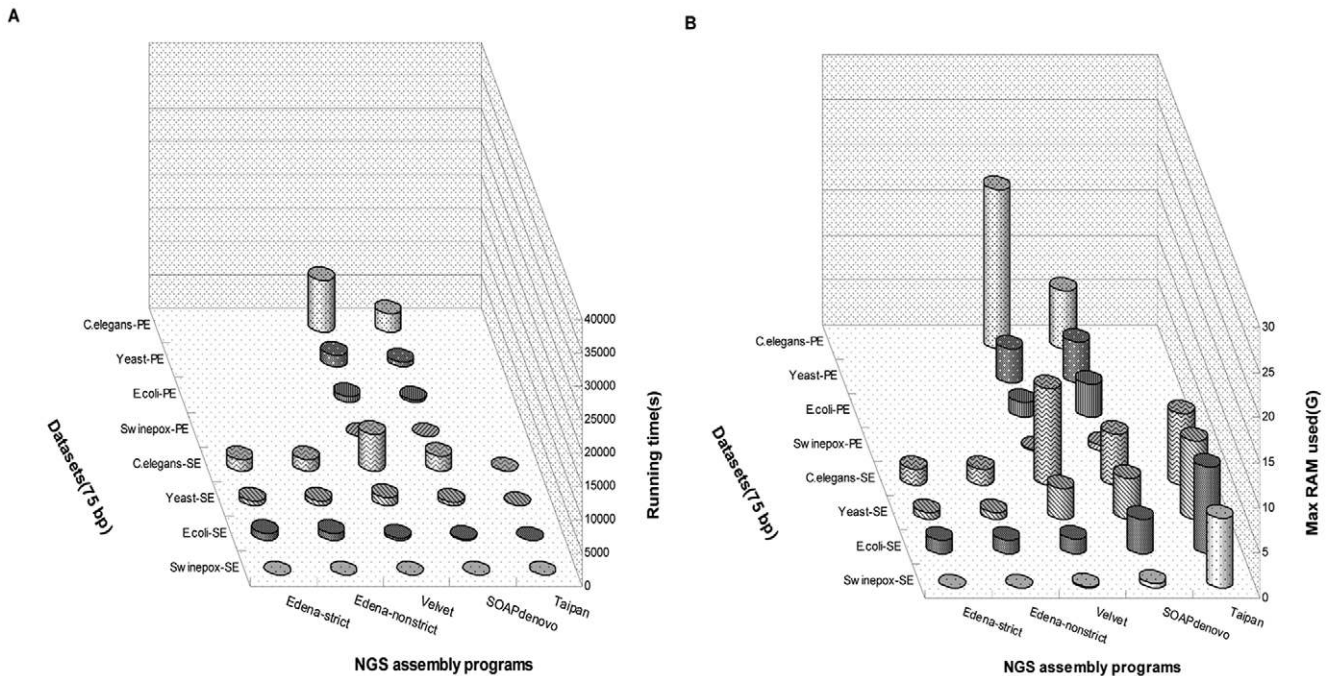 A
C.elegans-PE
Yeast-PE
E.coli-PE
Swinepox-PE
C.elegans-SE
Yeast-SE
E.coli-SE
Swinepox-SE
Datasets(75 bp)
40000
35000
30000
25000
20000
15000
10000
5000
0
Running time(s)
Edena-strict
Edena-nonstrict
Velvet
SOAPdenovo
Taipan
NGS assembly programs
B
C.elegans-PE
Yeast-PE
E.coli-PE
Swinepox-PE
C.elegans-SE
Yeast-SE
E.coli-SE
Swinepox-SE
Datasets(75 bp)
30
25
20
15
10
5
0
Max RAM used(G)
Edena-strict
Edena-nonstrict
Velvet
SOAPdenovo
Taipan
NGS assembly programs